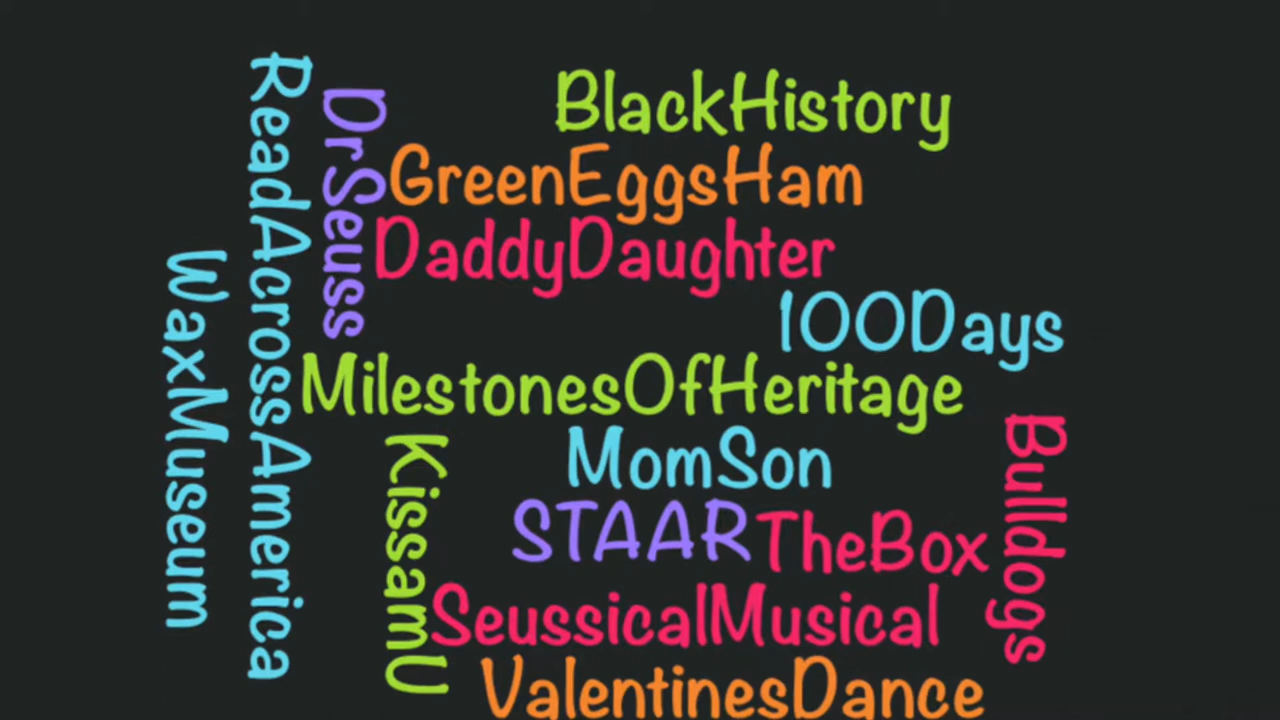 BlackHistory
ReadAcrossAmerica
DrSeuss
GreenEggsHam
DaddyDaughter
WaxMuseum
100Days
MilestonesOfHeritage
Bulldogs
KissamU
MomSon
STAAR
TheBox
SeussicalMusical
ValentinesDance